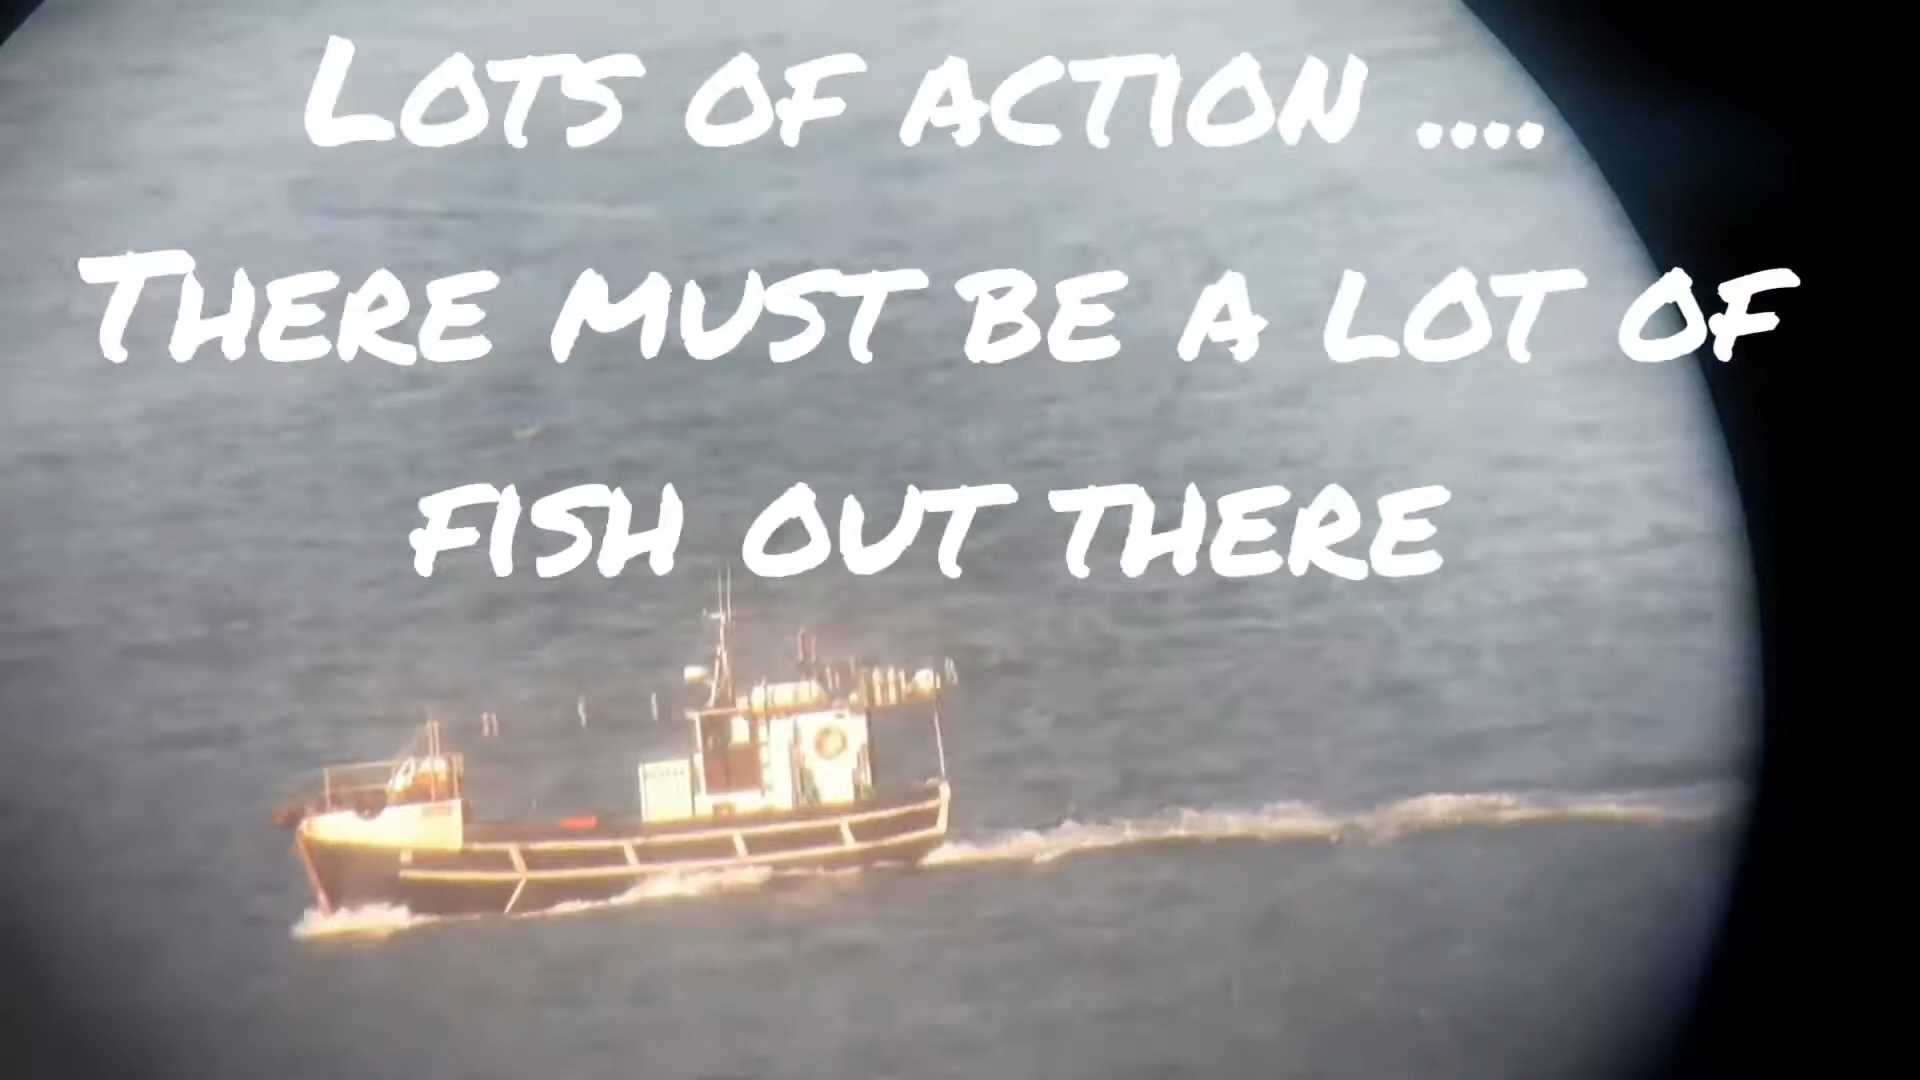 Lots of action ....
There must be a lot of
fish out there